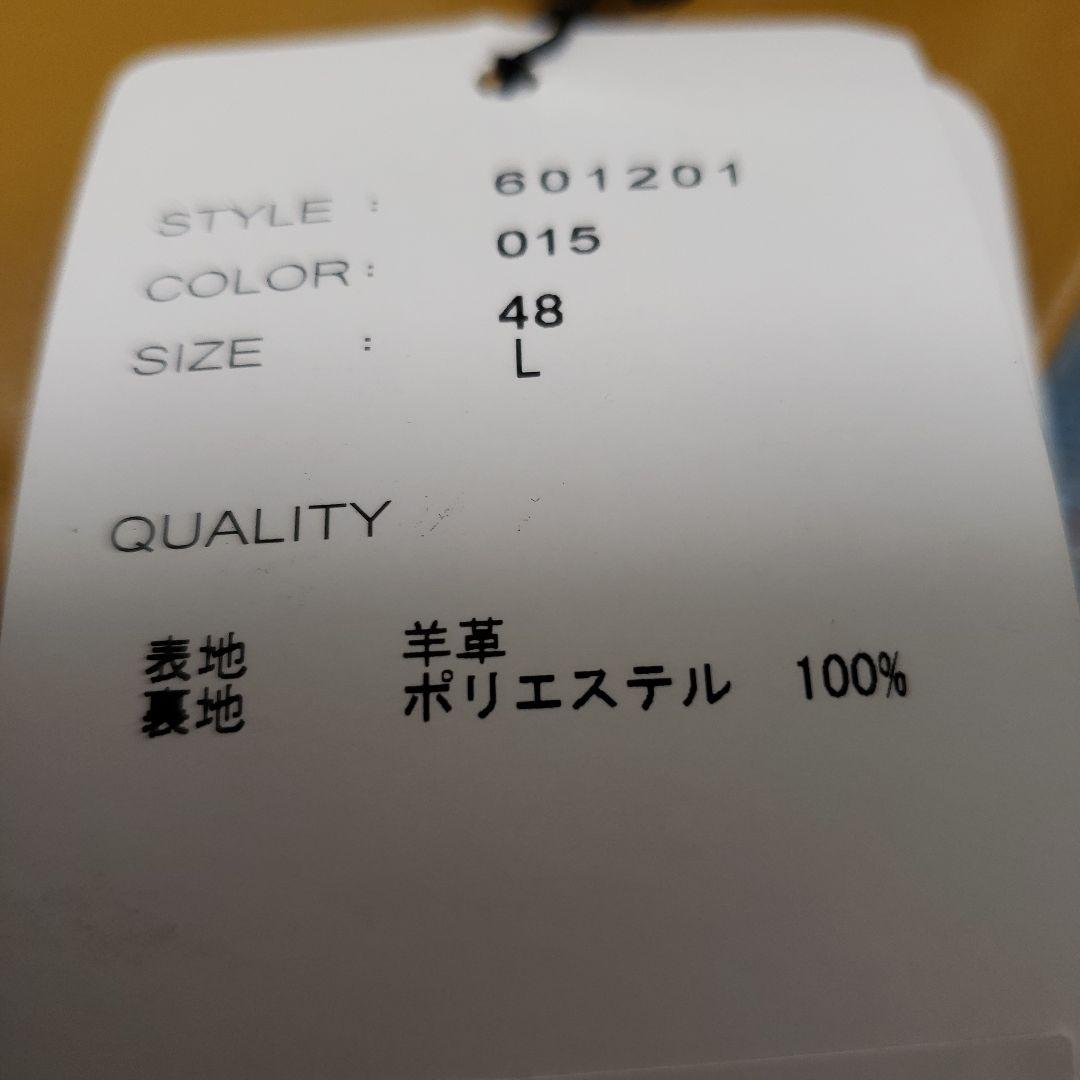 STYLE : 601201
COLOR : 015
SIZE : 48
L
QUALITY
表地 羊革
裏地 ポリエステル 100%